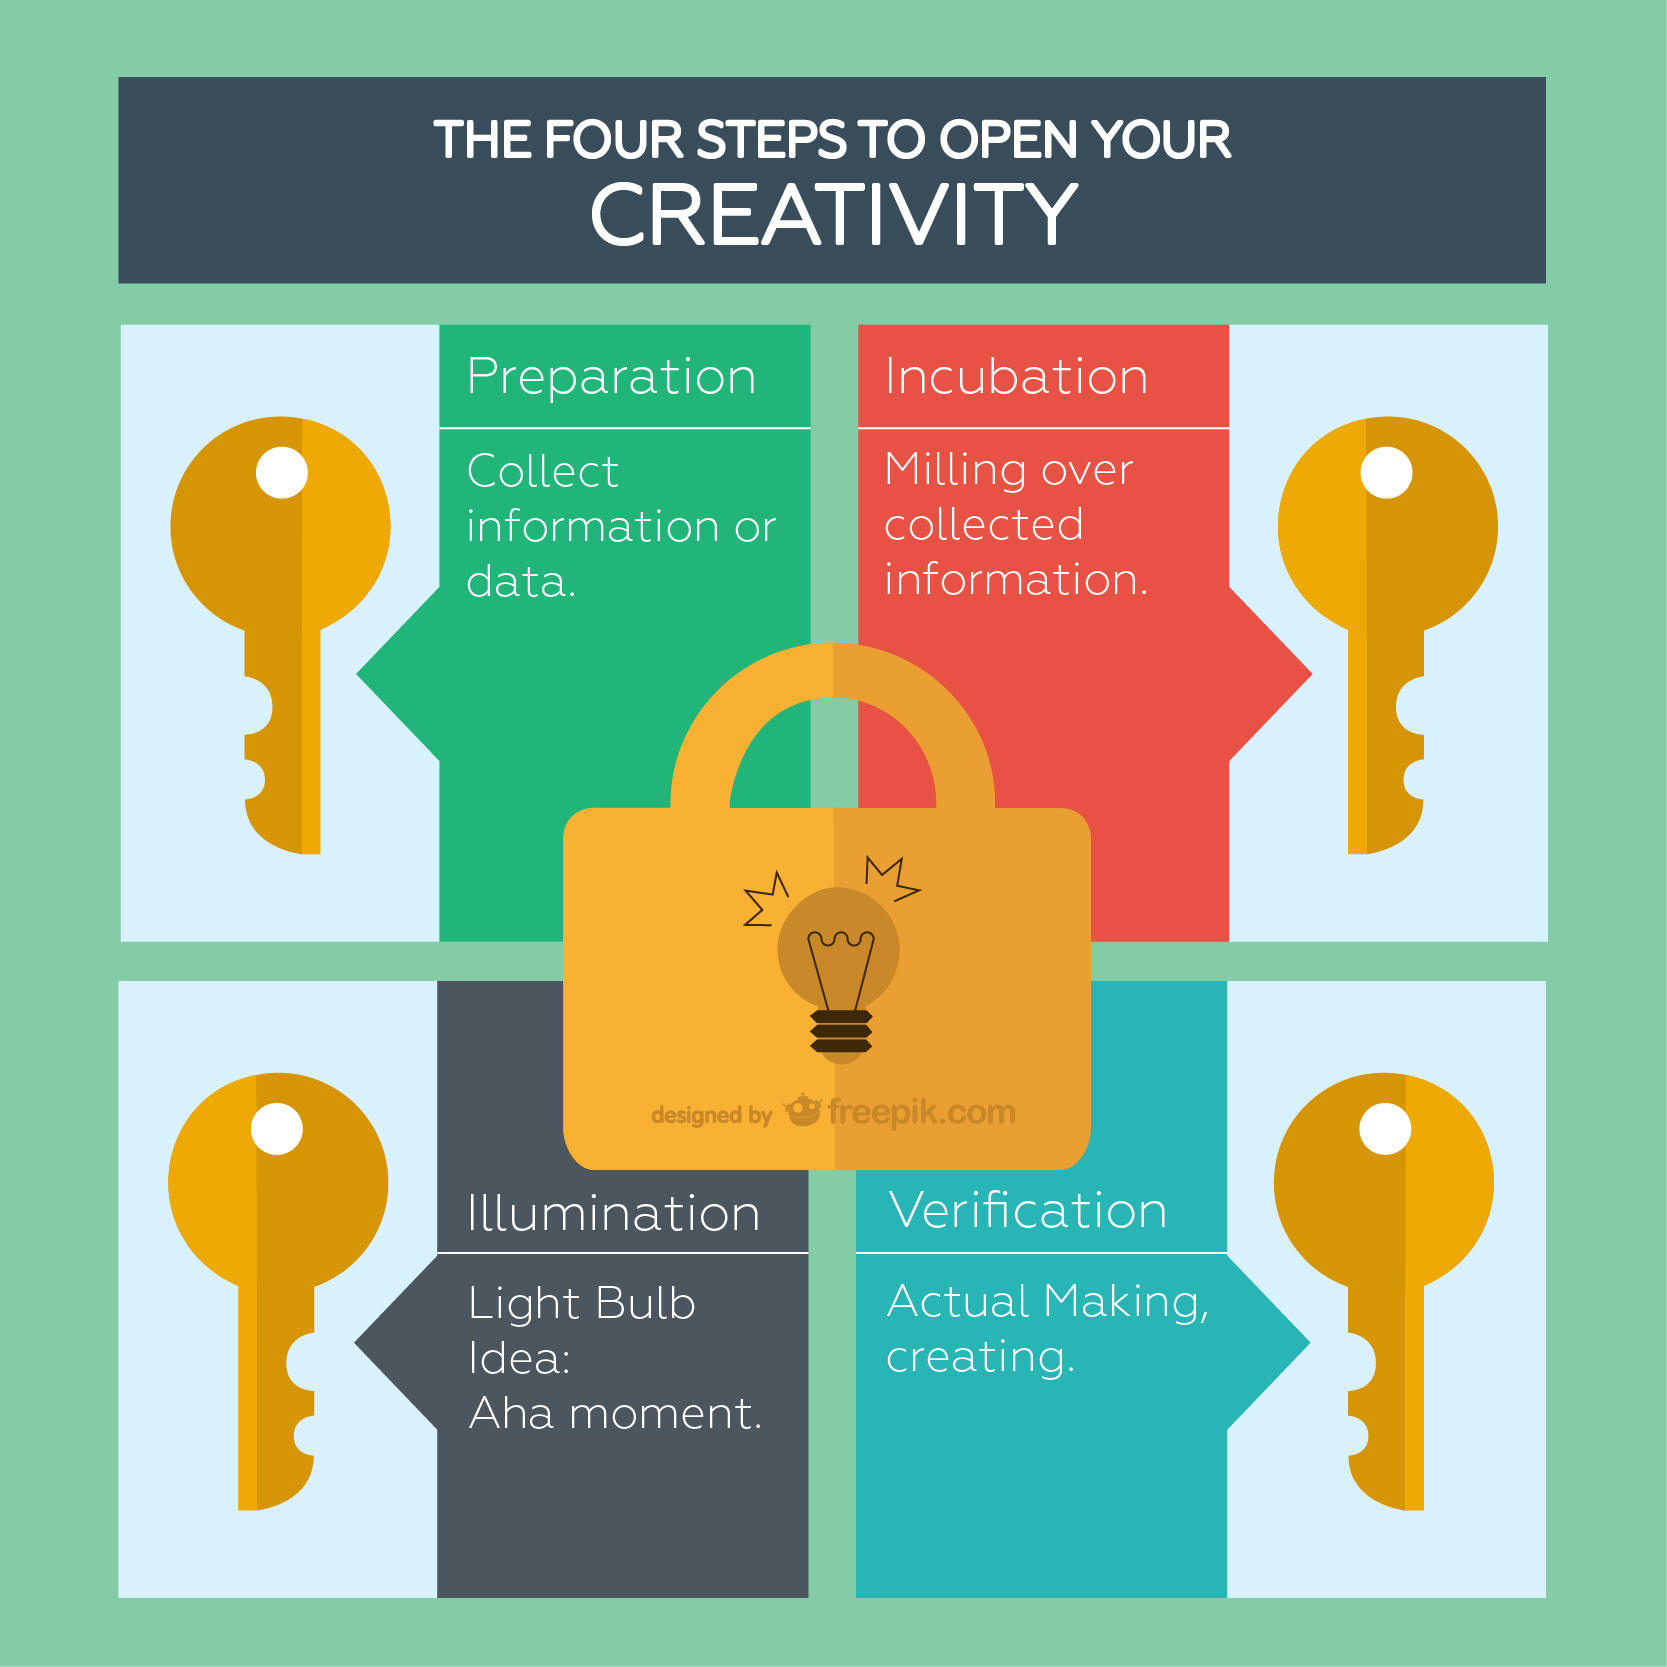 THE FOUR STEPS TO OPEN YOUR
CREATIVITY
Preparation
Collect
information or
data.
Incubation
Milling over
collected
information.
designed by freepik.com
Illumination
Light Bulb
Idea:
Aha moment.
Verification
Actual Making,
creating.